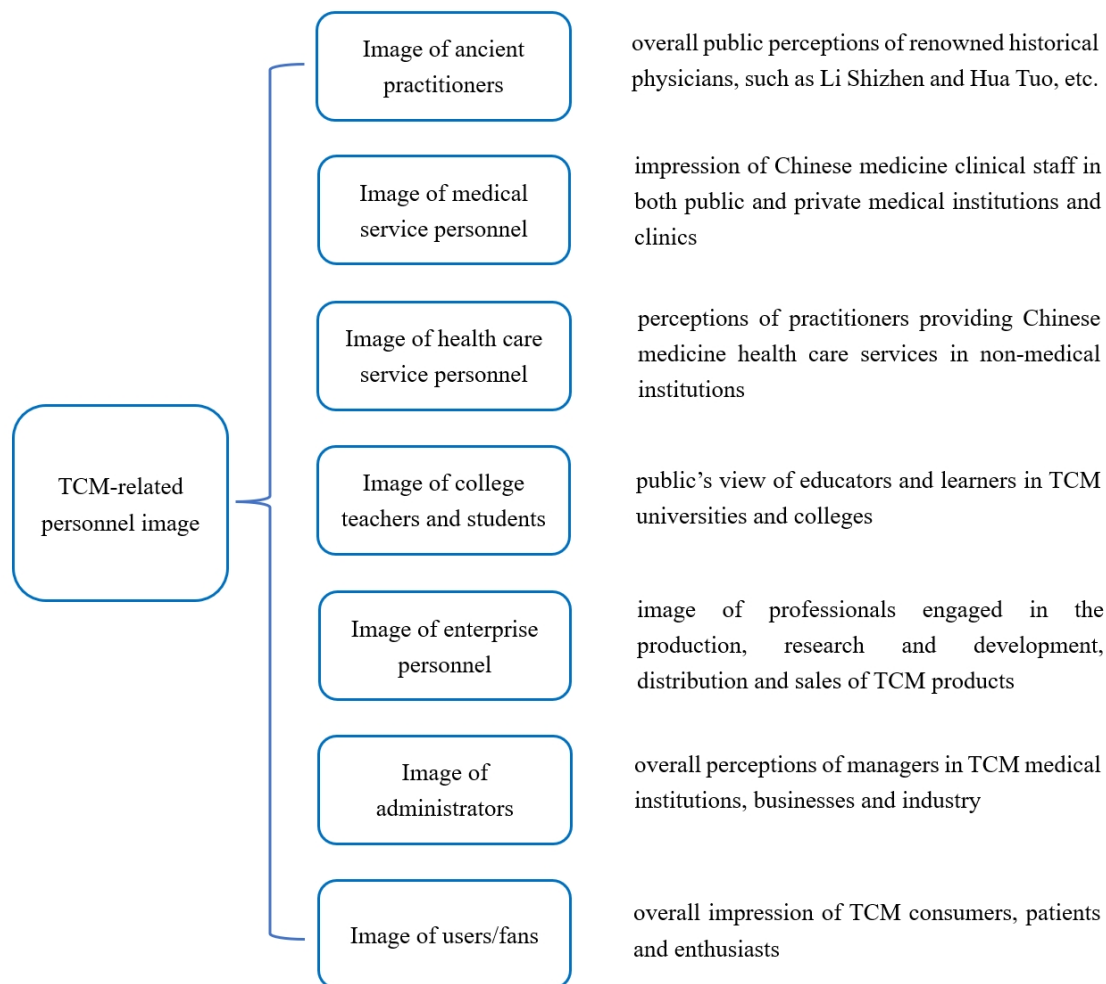 TCM-related
personnel image
Image of ancient
practitioners
overall public perceptions of renowned historical
physicians, such as Li Shizhen and Hua Tuo, etc.
Image of medical
service personnel
impression of Chinese medicine clinical staff in
both public and private medical institutions and
clinics
Image of health care
service personnel
perceptions of practitioners providing Chinese
medicine health care services in non-medical
institutions
Image of college
teachers and students
public’s view of educators and learners in TCM
universities and colleges
Image of enterprise
personnel
image of professionals engaged in the
production, research and development,
distribution and sales of TCM products
Image of
administrators
overall perceptions of managers in TCM medical
institutions, businesses and industry
Image of users/fans
overall impression of TCM consumers, patients
and enthusiasts